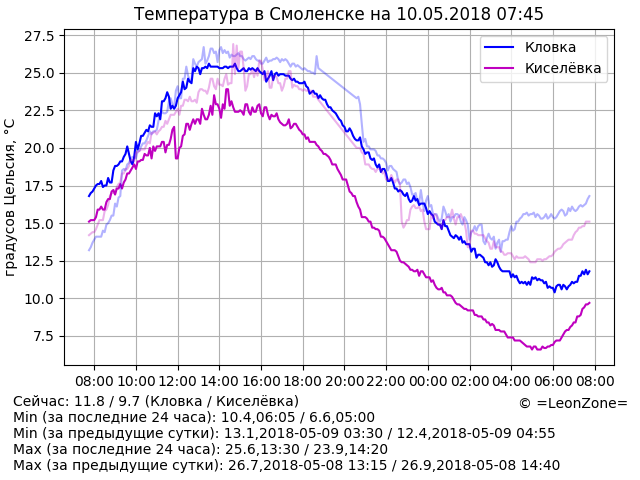 Температура в Смоленске на 10.05.2018 07:45
27.5
25.0
22.5
20.0
17.5
15.0
12.5
10.0
7.5
градусов Цельсия, °C
Кловка
Киселёвка
08:00 10:00 12:00 14:00 16:00 18:00 20:00 22:00 00:00 02:00 04:00 06:00 08:00
Сейчас: 11.8 / 9.7 (Кловка / Киселёвка)
© =LeonZone=
Min (за последние 24 часа): 10.4,06:05 / 6.6,05:00
Min (за предыдущие сутки): 13.1,2018-05-09 03:30 / 12.4,2018-05-09 04:55
Max (за последние 24 часа): 25.6,13:30 / 23.9,14:20
Max (за предыдущие сутки): 26.7,2018-05-08 13:15 / 26.9,2018-05-08 14:40